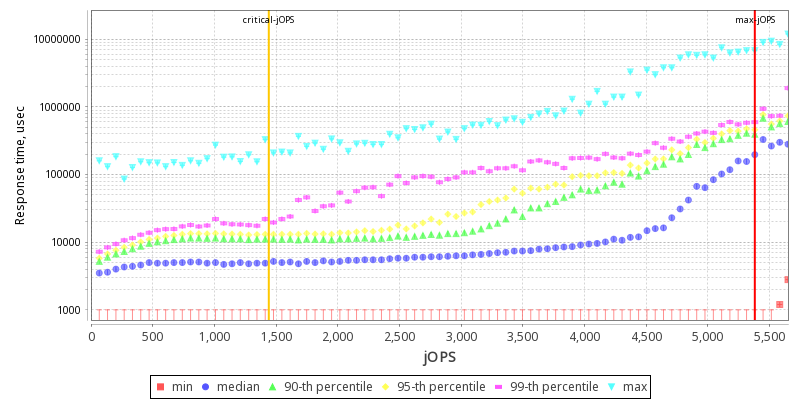 critical-jOPS max-jOPS
10000000
1000000
100000
10000
1000
Response time, usec
0 500 1,000 1,500 2,000 2,500 3,000 3,500 4,000 4,500 5,000 5,500
jOPS
min median 90-th percentile 95-th percentile 99-th percentile max